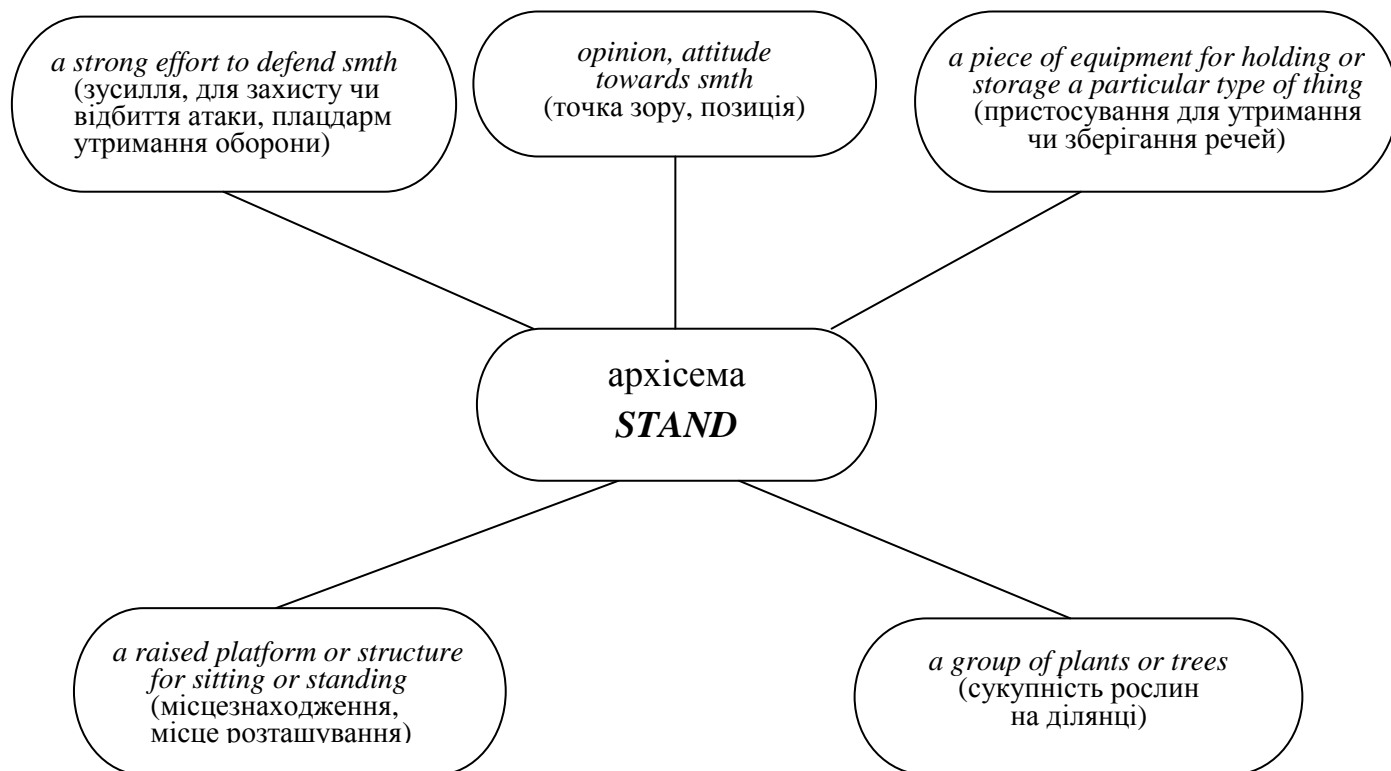 a strong effort to defend smth
(зусилля, для захисту чи
відбиття атаки, плацдарм
утримання оборони)
opinion, attitude
towards smth
(точка зору, позиція)
a piece of equipment for holding or
storage a particular type of thing
(пристосування для утримання
чи зберігання речей)
архісема
STAND
a raised platform or structure
for sitting or standing
(місцезнаходження,
місце розташування)
a group of plants or trees
(сукупність рослин
на ділянці)